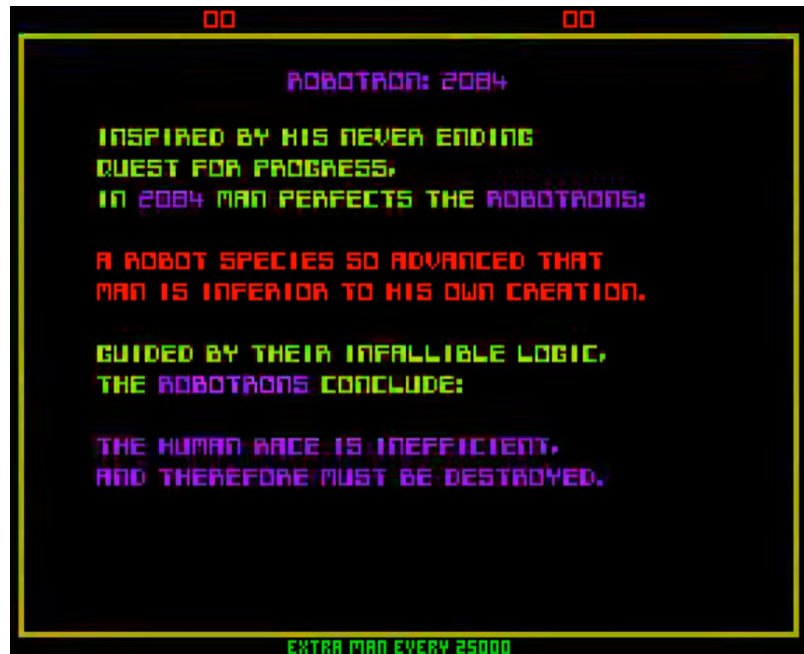 00 00
ROBOTRON: 2084
INSPIRED BY HIS NEVER ENDING
QUEST FOR PROGRESS,
IN 2084 MAN PERFECTS THE ROBOTRONS:
A ROBOT SPECIES SO ADVANCED THAT
MAN IS INFERIOR TO HIS OWN CREATION.
GUIDED BY THEIR INFALLIBLE LOGIC,
THE ROBOTRONS CONCLUDE:
THE HUMAN RACE IS INEFFICIENT,
AND THEREFORE MUST BE DESTROYED.
EXTRA MAN EVERY 25000